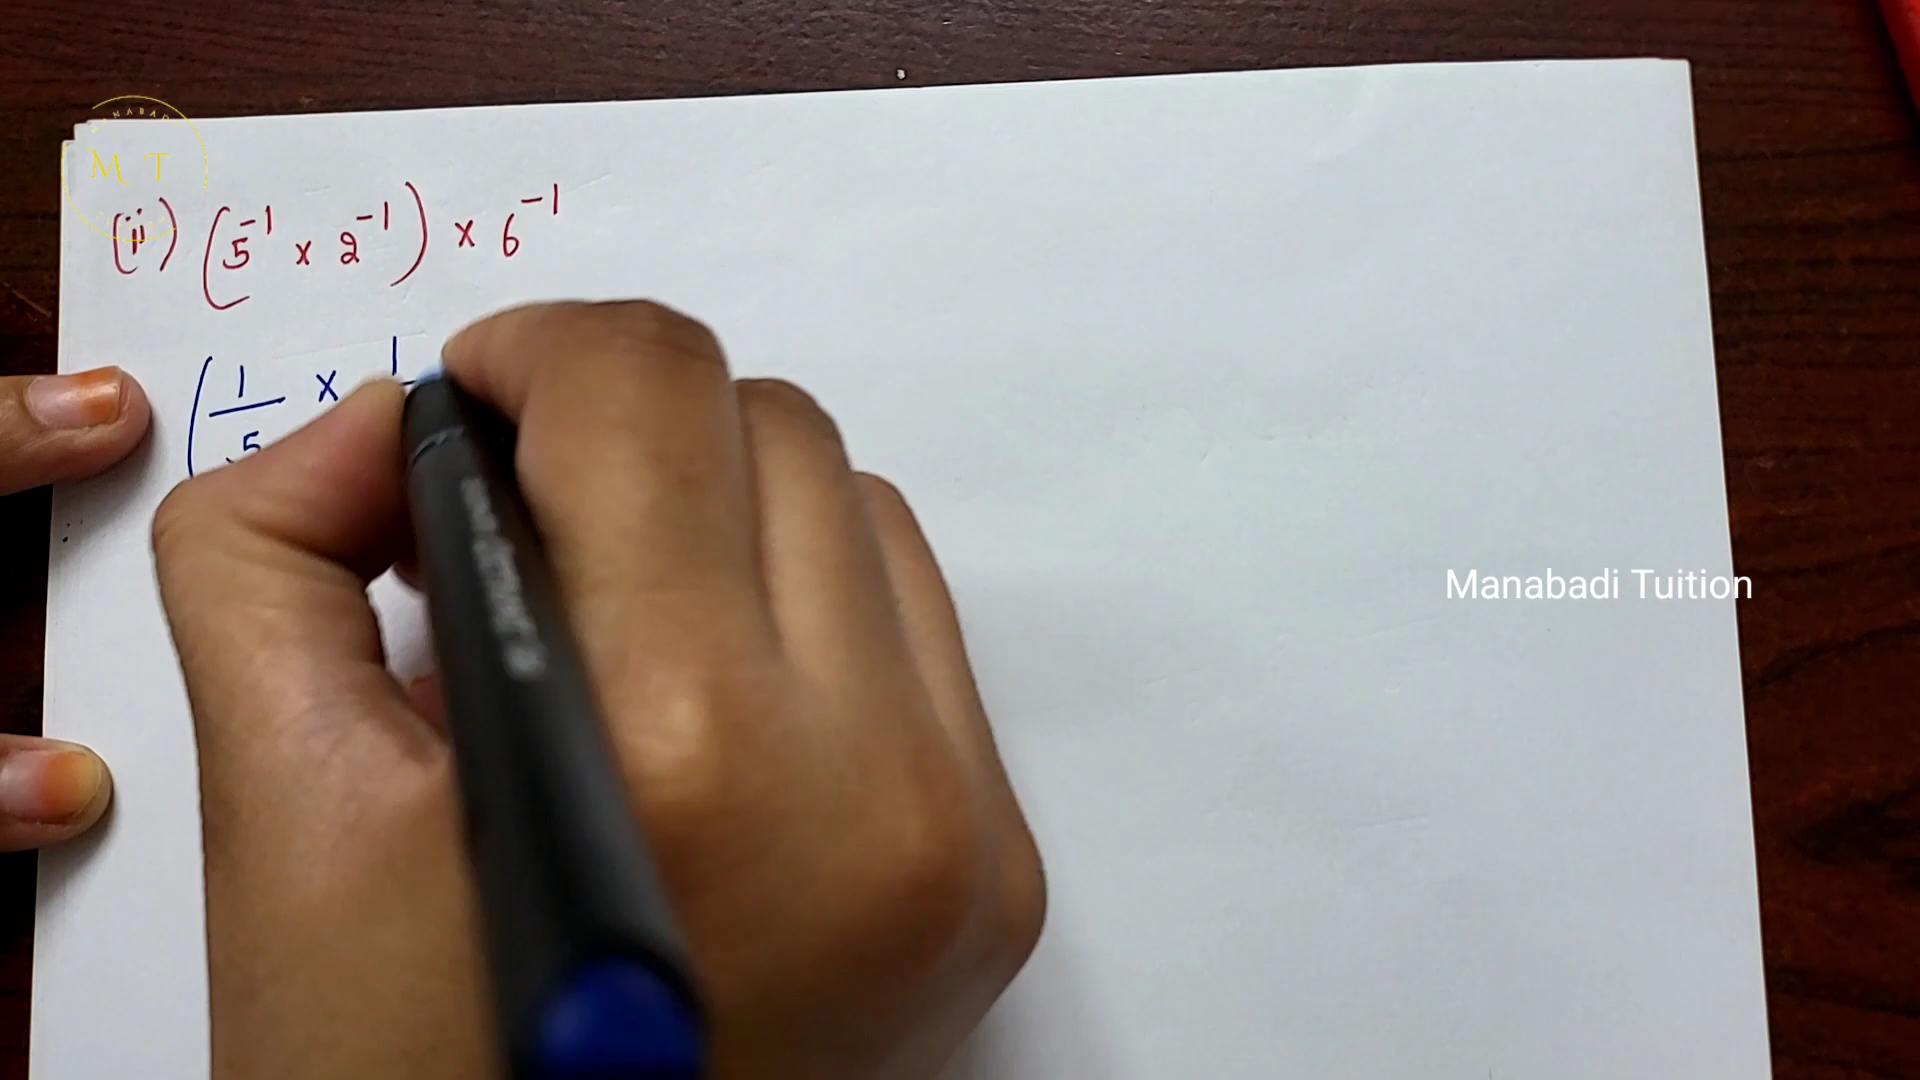 M T
(ii) (5⁻¹ x 2⁻¹) x 6⁻¹
(1/5 x 1
Manabadi Tuition